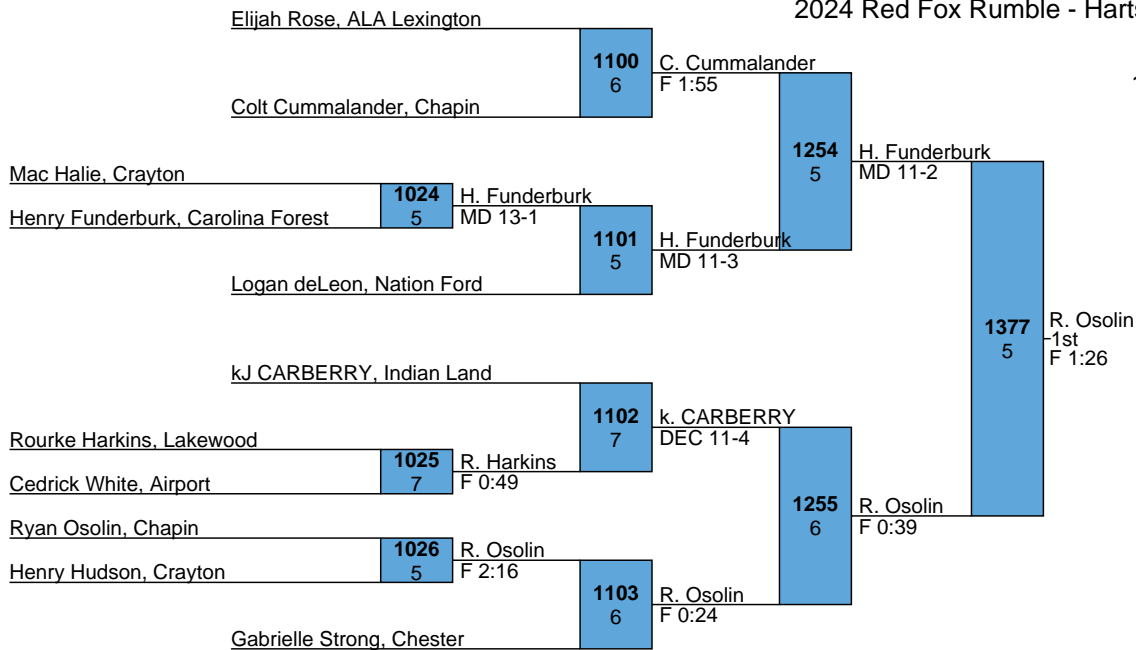 2024 Red Fox Rumble -
Elijah Rose, ALA Lexington
1100
6
C. Cummalander
F 1:55
Colt Cummalander, Chapin
1254
5
H. Funderburk
MD 11-2
Mac Halie, Crayton
1024
5
H. Funderburk
MD 13-1
Henry Funderburk, Carolina Forest
1101
5
H. Funderburk
MD 11-3
Logan deLeon, Nation Ford
1377
5
R. Osolin
1st
F 1:26
kJ CARBERRY, Indian Land
1102
7
k. CARBERRY
DEC 11-4
Rourke Harkins, Lakewood
1025
7
R. Harkins
F 0:49
Cedrick White, Airport
1255
6
R. Osolin
F 0:39
Ryan Osolin, Chapin
1026
5
R. Osolin
F 2:16
Henry Hudson, Crayton
1103
6
R. Osolin
F 0:24
Gabrielle Strong, Chester